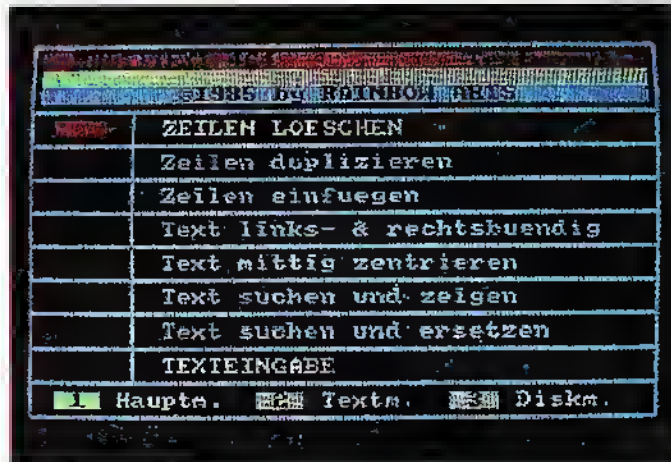 ©1985 by RAINBOW ARTS
ZEILEN LOESCHEN
Zeilen duplizieren
Zeilen einfuegen
Text links- & rechtsbuendig
Text mittig zentrieren
Text suchen und zeigen
Text suchen und ersetzen
TEXTEINGABE
1 Hauptm. Textm. Diskm.